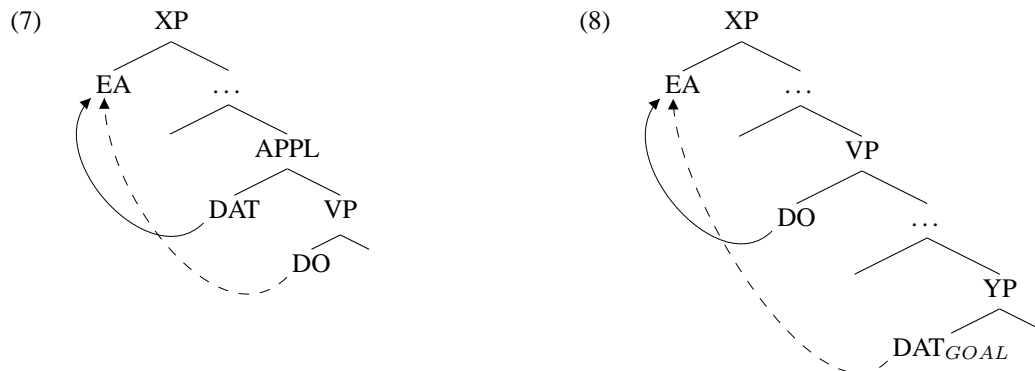 (7) XP (8) XP
EA … EA …
APPL VP
DAT VP DO …
DO YP
DAT_GOAL